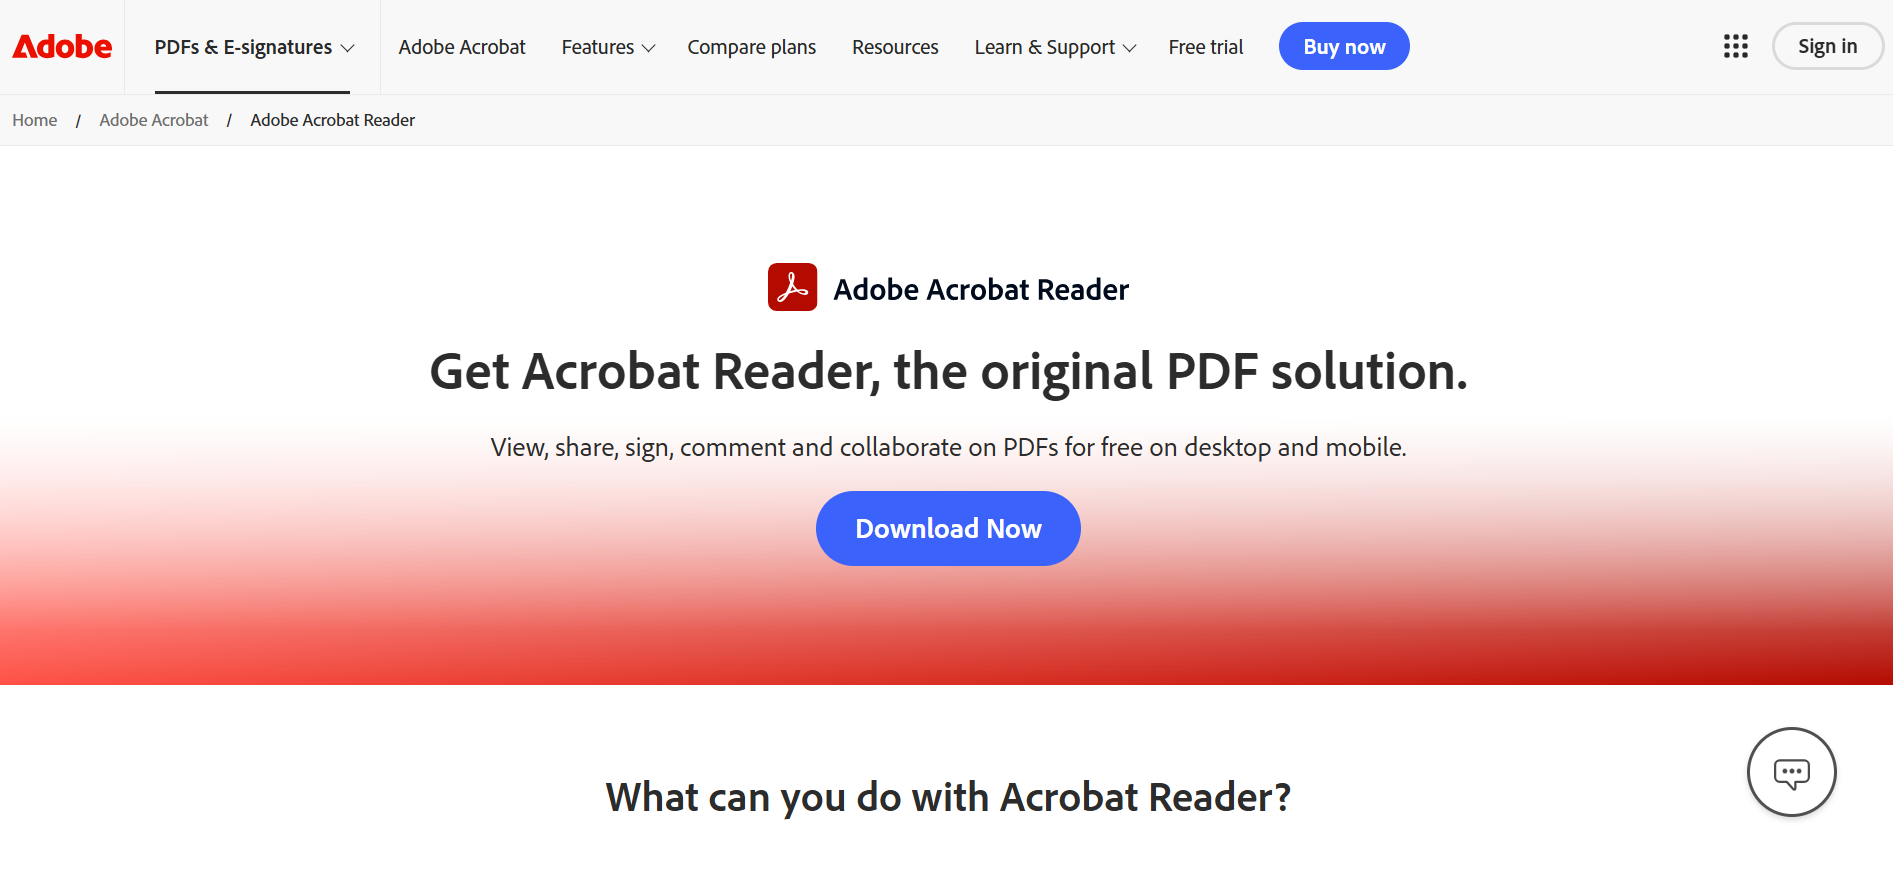 Adobe
PDFs & E-signatures
Adobe Acrobat
Features
Compare plans
Resources
Learn & Support
Free trial
Buy now
Sign in
Home / Adobe Acrobat / Adobe Acrobat Reader
Adobe Acrobat Reader
Get Acrobat Reader, the original PDF solution.
View, share, sign, comment and collaborate on PDFs for free on desktop and mobile.
Download Now
What can you do with Acrobat Reader?